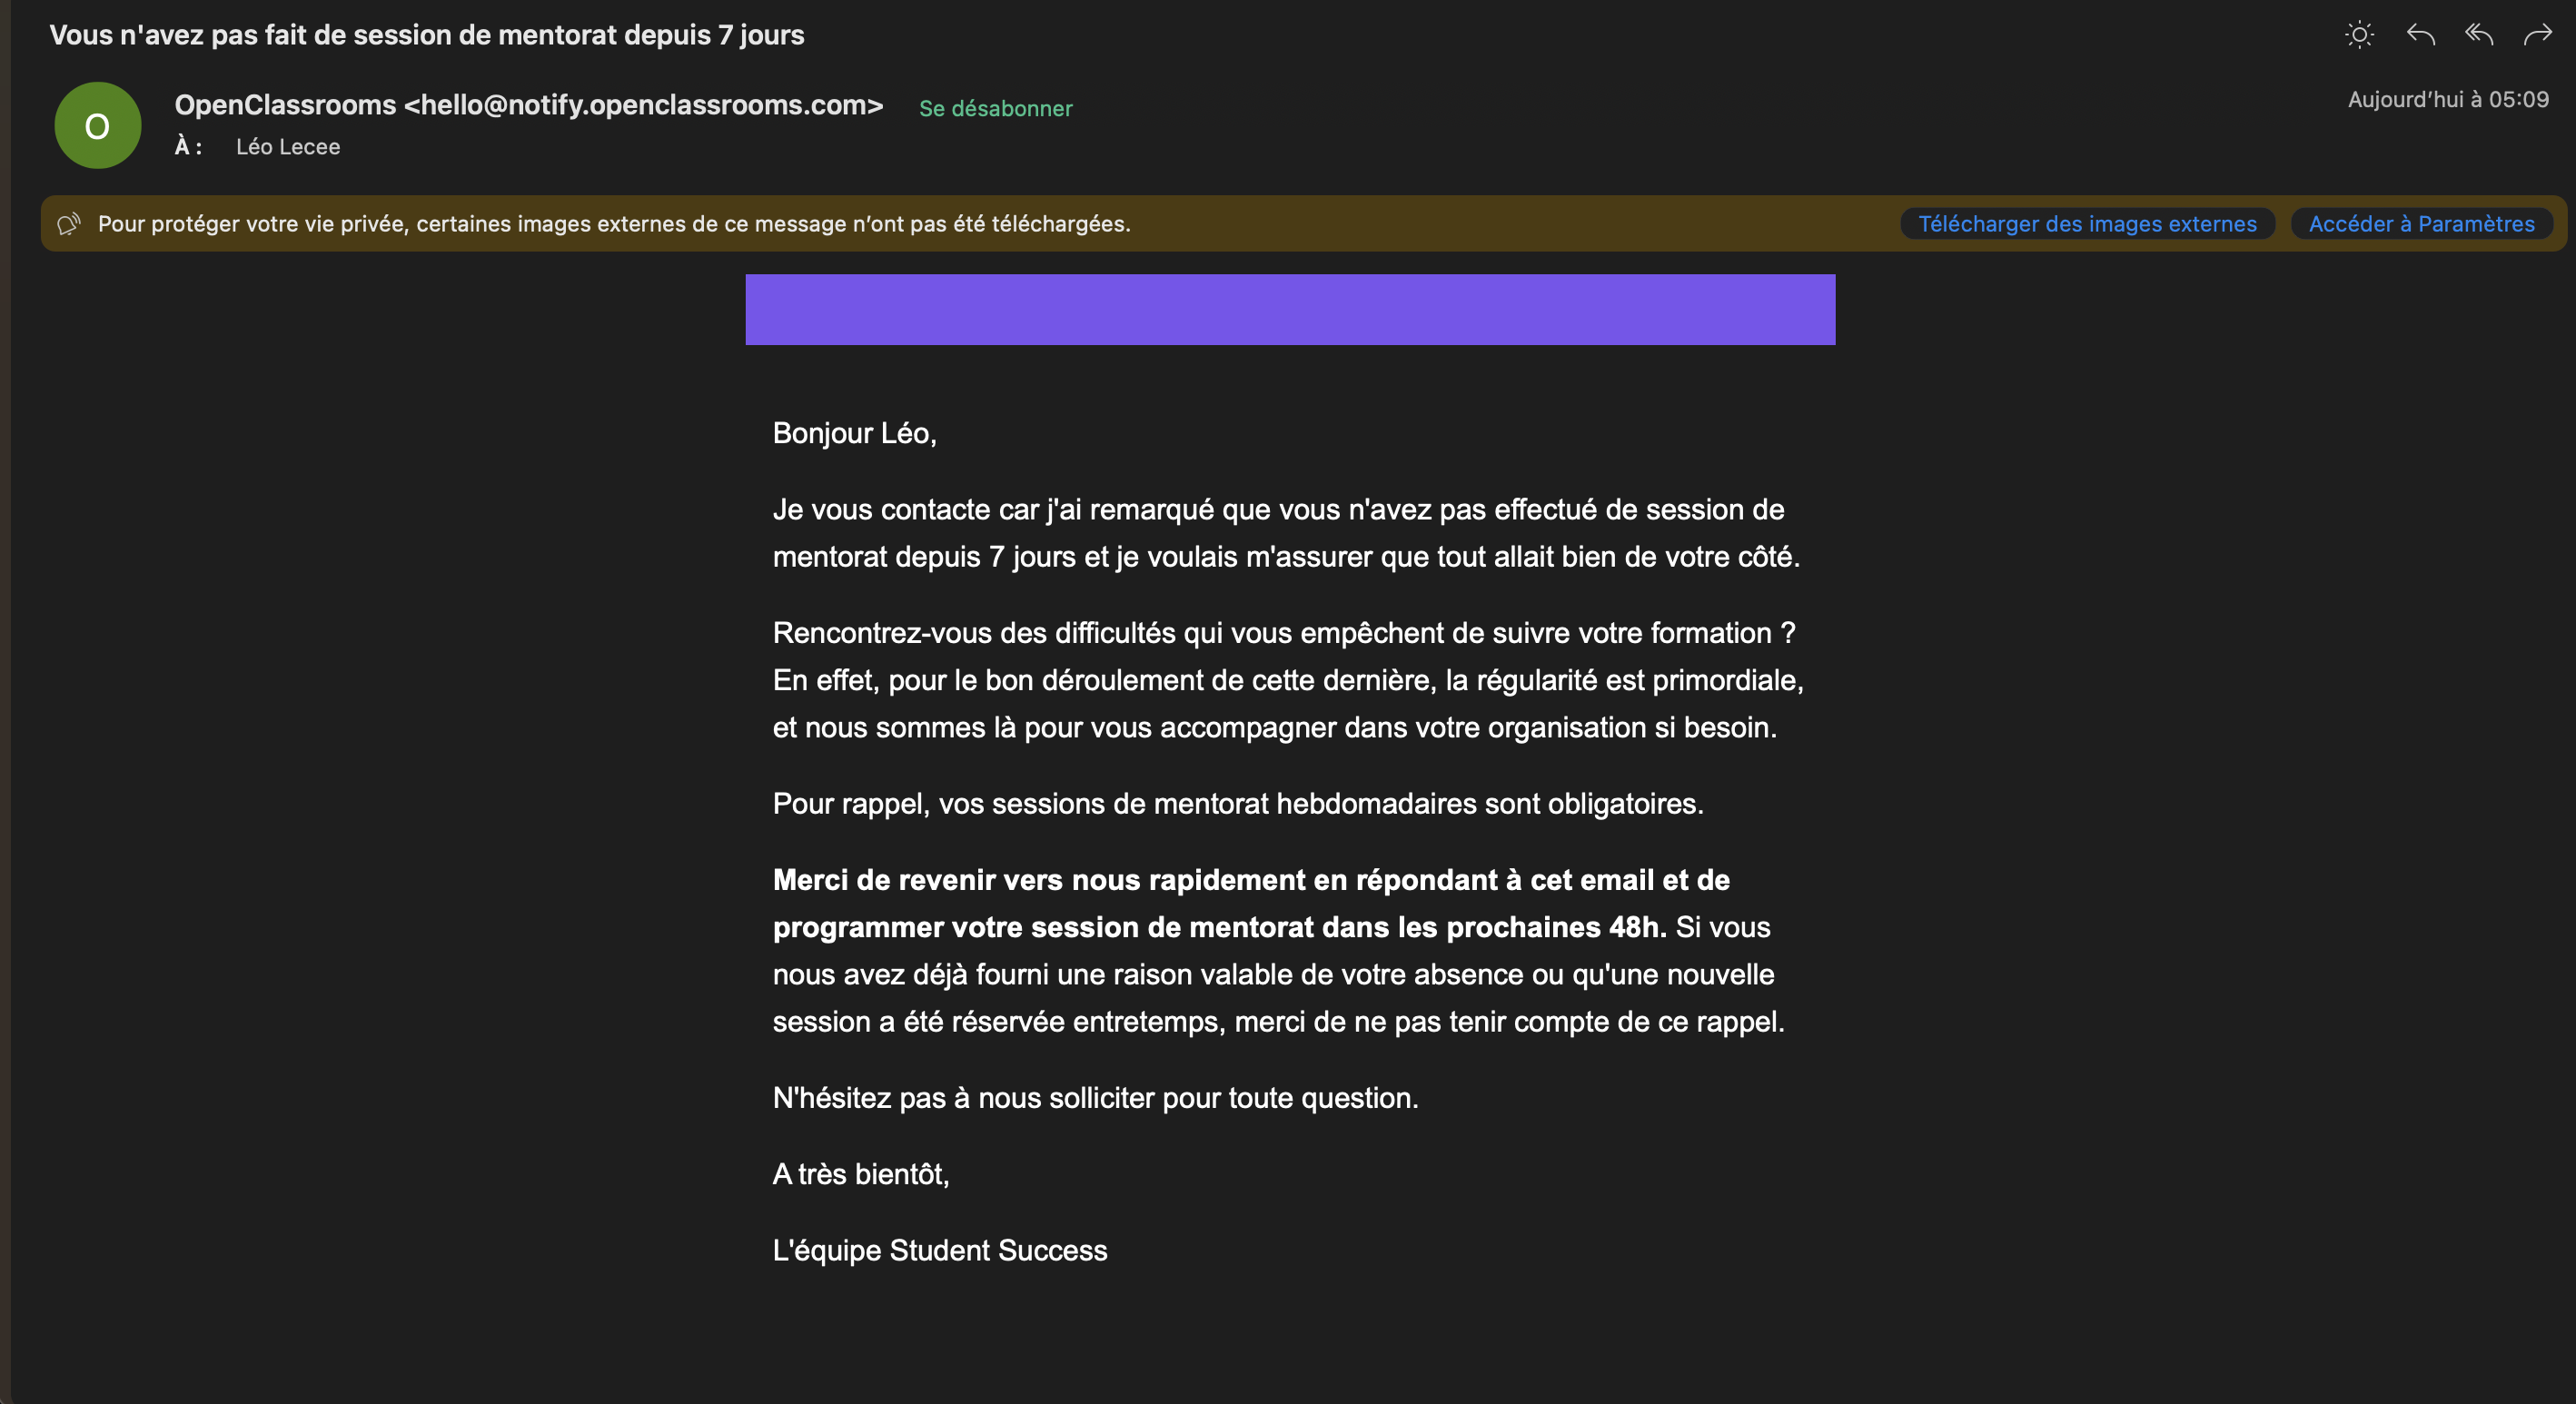 Vous n'avez pas fait de session de mentorat depuis 7 jours
O
OpenClassrooms <hello@notify.openclassrooms.com> Se désabonner
Aujourd’hui à 05:09
À : Léo Lecee
Pour protéger votre vie privée, certaines images externes de ce message n’ont pas été téléchargées. Télécharger des images externes Accéder à Paramètres
Bonjour Léo,
Je vous contacte car j'ai remarqué que vous n'avez pas effectué de session de
mentorat depuis 7 jours et je voulais m'assurer que tout allait bien de votre côté.
Rencontrez-vous des difficultés qui vous empêchent de suivre votre formation ?
En effet, pour le bon déroulement de cette dernière, la régularité est primordiale,
et nous sommes là pour vous accompagner dans votre organisation si besoin.
Pour rappel, vos sessions de mentorat hebdomadaires sont obligatoires.
Merci de revenir vers nous rapidement en répondant à cet email et de
programmer votre session de mentorat dans les prochaines 48h. Si vous
nous avez déjà fourni une raison valable de votre absence ou qu'une nouvelle
session a été réservée entretemps, merci de ne pas tenir compte de ce rappel.
N'hésitez pas à nous solliciter pour toute question.
A très bientôt,
L'équipe Student Success